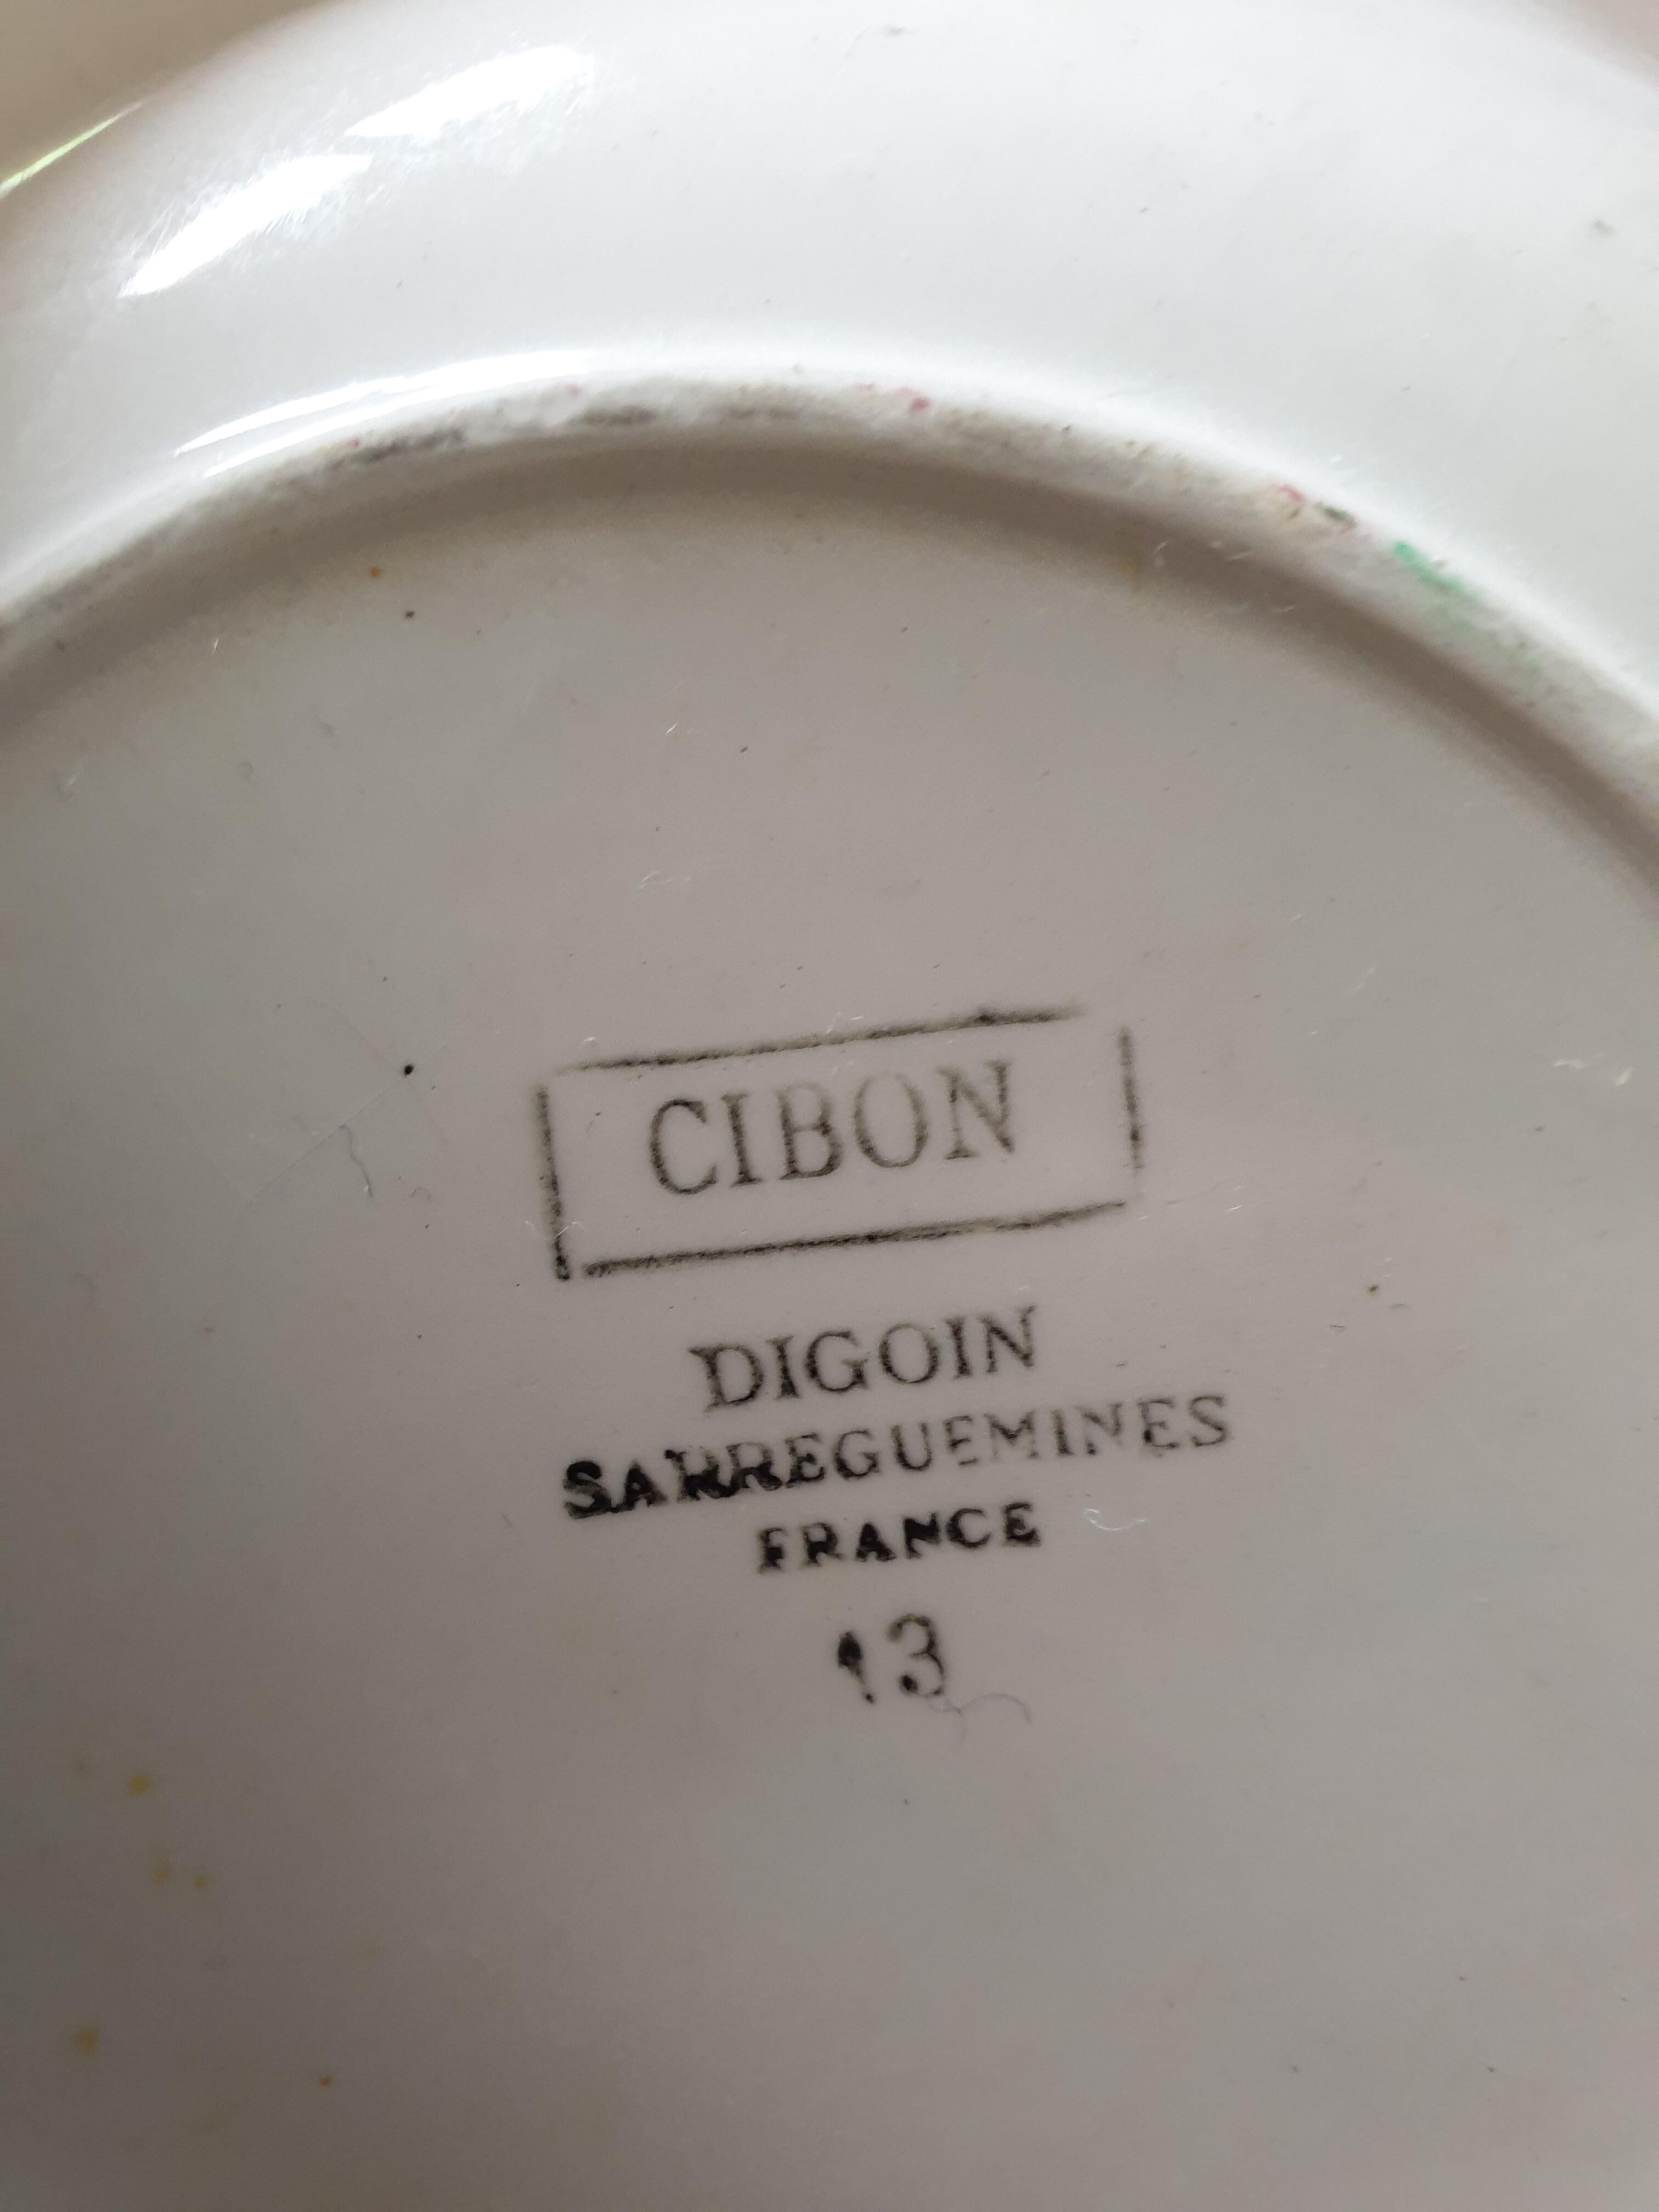 CIBON
DIGOIN
SARREGUEMINES
FRANCE
13